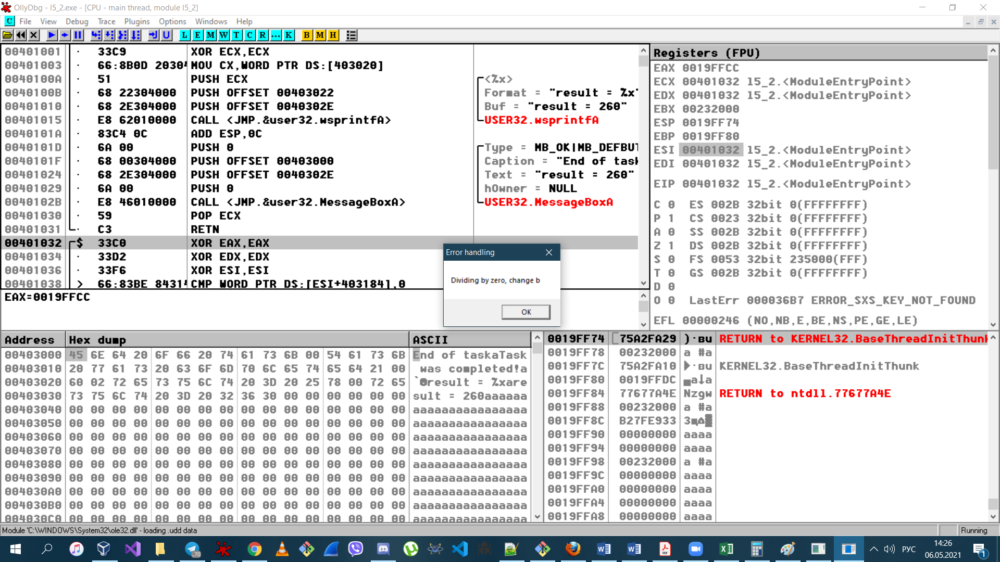 OllyDbg - l5_2.exe - [CPU - main thread, module l5_2]
C File View Debug Trace Plugins Options Windows Help
L E M W T C R ... K B M H
00401001 · 33C9 XOR ECX,ECX
00401003 · 66:8B0D 20304 MOV CX,WORD PTR DS:[403020]
0040100A · 51 PUSH ECX <%x>
0040100B · 68 22304000 PUSH OFFSET 00403022 Format = "result = %x"
00401010 · 68 2E304000 PUSH OFFSET 0040302E Buf = "result = 260"
00401015 · E8 62010000 CALL <JMP.&user32.wsprintfA> USER32.wsprintfA
0040101A · 83C4 0C ADD ESP,0C
0040101D · 6A 00 PUSH 0 Type = MB_OK|MB_DEFBUT
0040101F · 68 00304000 PUSH OFFSET 00403000 Caption = "End of task
00401024 · 68 2E304000 PUSH OFFSET 0040302E Text = "result = 260"
00401029 · 6A 00 PUSH 0 hOwner = NULL
0040102B · E8 46010000 CALL <JMP.&user32.MessageBoxA> USER32.MessageBoxA
00401030 · 59 POP ECX
00401031 · C3 RETN
00401032 $ 33C0 XOR EAX,EAX
00401034 · 33D2 XOR EDX,EDX
00401036 · 33F6 XOR ESI,ESI
00401038 > 66:83BE 84314 CMP WORD PTR DS:[ESI+403184],0
EAX=0019FFCC
Error handling
Dividing by zero, change b
OK
Registers (FPU)
EAX 0019FFCC
ECX 00401032 l5_2.<ModuleEntryPoint>
EDX 00401032 l5_2.<ModuleEntryPoint>
EBX 00232000
ESP 0019FF74
EBP 0019FF80
ESI 00401032 l5_2.<ModuleEntryPoint>
EDI 00401032 l5_2.<ModuleEntryPoint>
EIP 00401032 l5_2.<ModuleEntryPoint>
C 0 ES 002B 32bit 0(FFFFFFFF)
P 1 CS 0023 32bit 0(FFFFFFFF)
A 0 SS 002B 32bit 0(FFFFFFFF)
Z 1 DS 002B 32bit 0(FFFFFFFF)
S 0 FS 0053 32bit 235000(FFF)
T 0 GS 002B 32bit 0(FFFFFFFF)
D 0
O 0 LastErr 000036B7 ERROR_SXS_KEY_NOT_FOUND
EFL 00000246 (NO,NB,E,BE,NS,PE,GE,LE)
Address Hex dump ASCII
00403000 45 6E 64 20 6F 66 20 74 61 73 6B 00 54 61 73 6B End of taskaTask
00403010 20 77 61 73 20 63 6F 6D 70 6C 65 74 65 64 21 00 was completed!a
00403020 60 02 72 65 73 75 6C 74 20 3D 20 25 78 00 72 65 `☻result = %xare
00403030 73 75 6C 74 20 3D 20 32 36 30 00 00 00 00 00 00 sult = 260aaaaaa
00403040 00 00 00 00 00 00 00 00 00 00 00 00 00 00 00 00 aaaaaaaaaaaaaaaa
00403050 00 00 00 00 00 00 00 00 00 00 00 00 00 00 00 00 aaaaaaaaaaaaaaaa
00403060 00 00 00 00 00 00 00 00 00 00 00 00 00 00 00 00 aaaaaaaaaaaaaaaa
00403070 00 00 00 00 00 00 00 00 00 00 00 00 00 00 00 00 aaaaaaaaaaaaaaaa
00403080 00 00 00 00 00 00 00 00 00 00 00 00 00 00 00 00 aaaaaaaaaaaaaaaa
00403090 00 00 00 00 00 00 00 00 00 00 00 00 00 00 00 00 aaaaaaaaaaaaaaaa
004030A0 00 00 00 00 00 00 00 00 00 00 00 00 00 00 00 00 aaaaaaaaaaaaaaaa
004030B0 00 00 00 00 00 00 00 00 00 00 00 00 00 00 00 00 aaaaaaaaaaaaaaaa
004030C0 00 00 00 00 00 00 00 00 00 00 00 00 00 00 00 00 aaaaaaaaaaaaaaaa
0019FF74 75A2FA29 )·вu RETURN to KERNEL32.BaseThreadInitThunk
0019FF78 00232000 a #a
0019FF7C 75A2FA10 ·вu KERNEL32.BaseThreadInitThunk
0019FF80 0019FFDC a↓a
0019FF84 77677A4E Nzgw RETURN to ntdll.77677A4E
0019FF88 00232000 a #a
0019FF8C B27FE933
0019FF90 00000000 aaaa
0019FF94 00000000 aaaa
0019FF98 00232000 a #a
0019FF9C 00000000 aaaa
0019FFA0 00000000 aaaa
0019FFA4 00000000 aaaa
0019FFA8 00000000 aaaa
Module 'C:\WINDOWS\System32\ole32.dll' - loading .udd data Running
70
РУС
14:26
06.05.2021
1